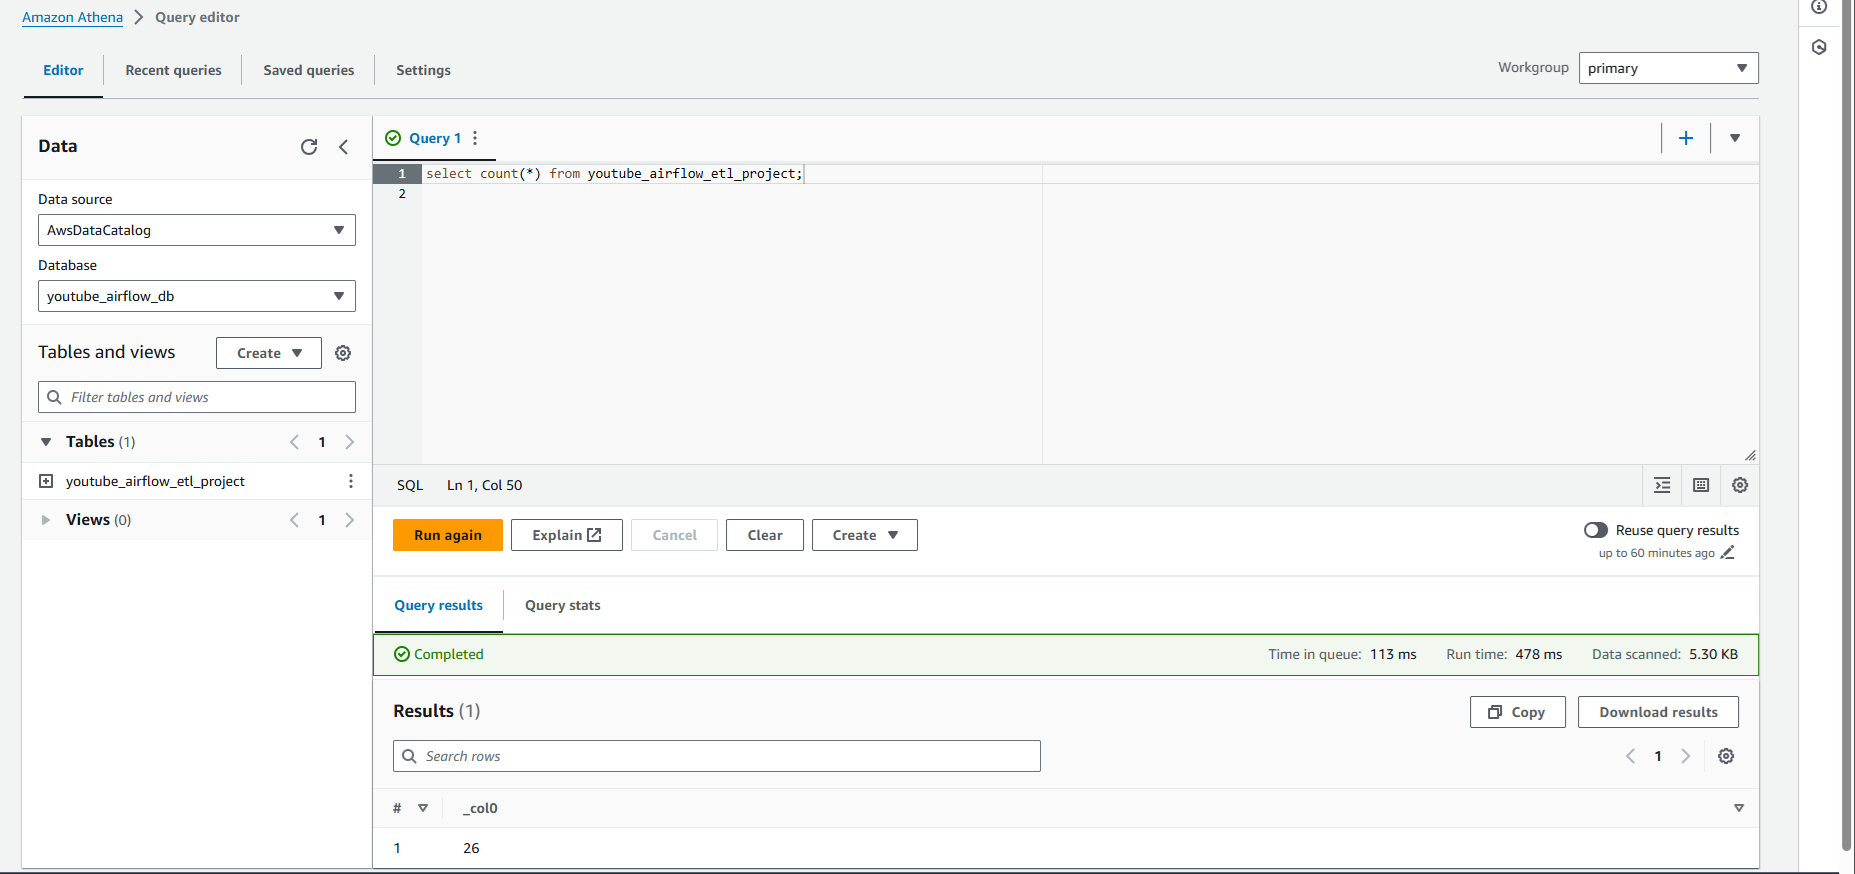 Amazon Athena > Query editor
Editor Recent queries Saved queries Settings
Workgroup primary
Data
Data source
AwsDataCatalog
Database
youtube_airflow_db
Tables and views Create
Filter tables and views
Tables (1) < 1 >
youtube_airflow_etl_project
Views (0) < 1 >
Query 1
1 select count(*) from youtube_airflow_etl_project;
2
SQL Ln 1, Col 50
Run again Explain Cancel Clear Create
Reuse query results
up to 60 minutes ago
Query results Query stats
Completed Time in queue: 113 ms Run time: 478 ms Data scanned: 5.30 KB
Results (1) Copy Download results
Search rows < 1 >
# _col0
1 26